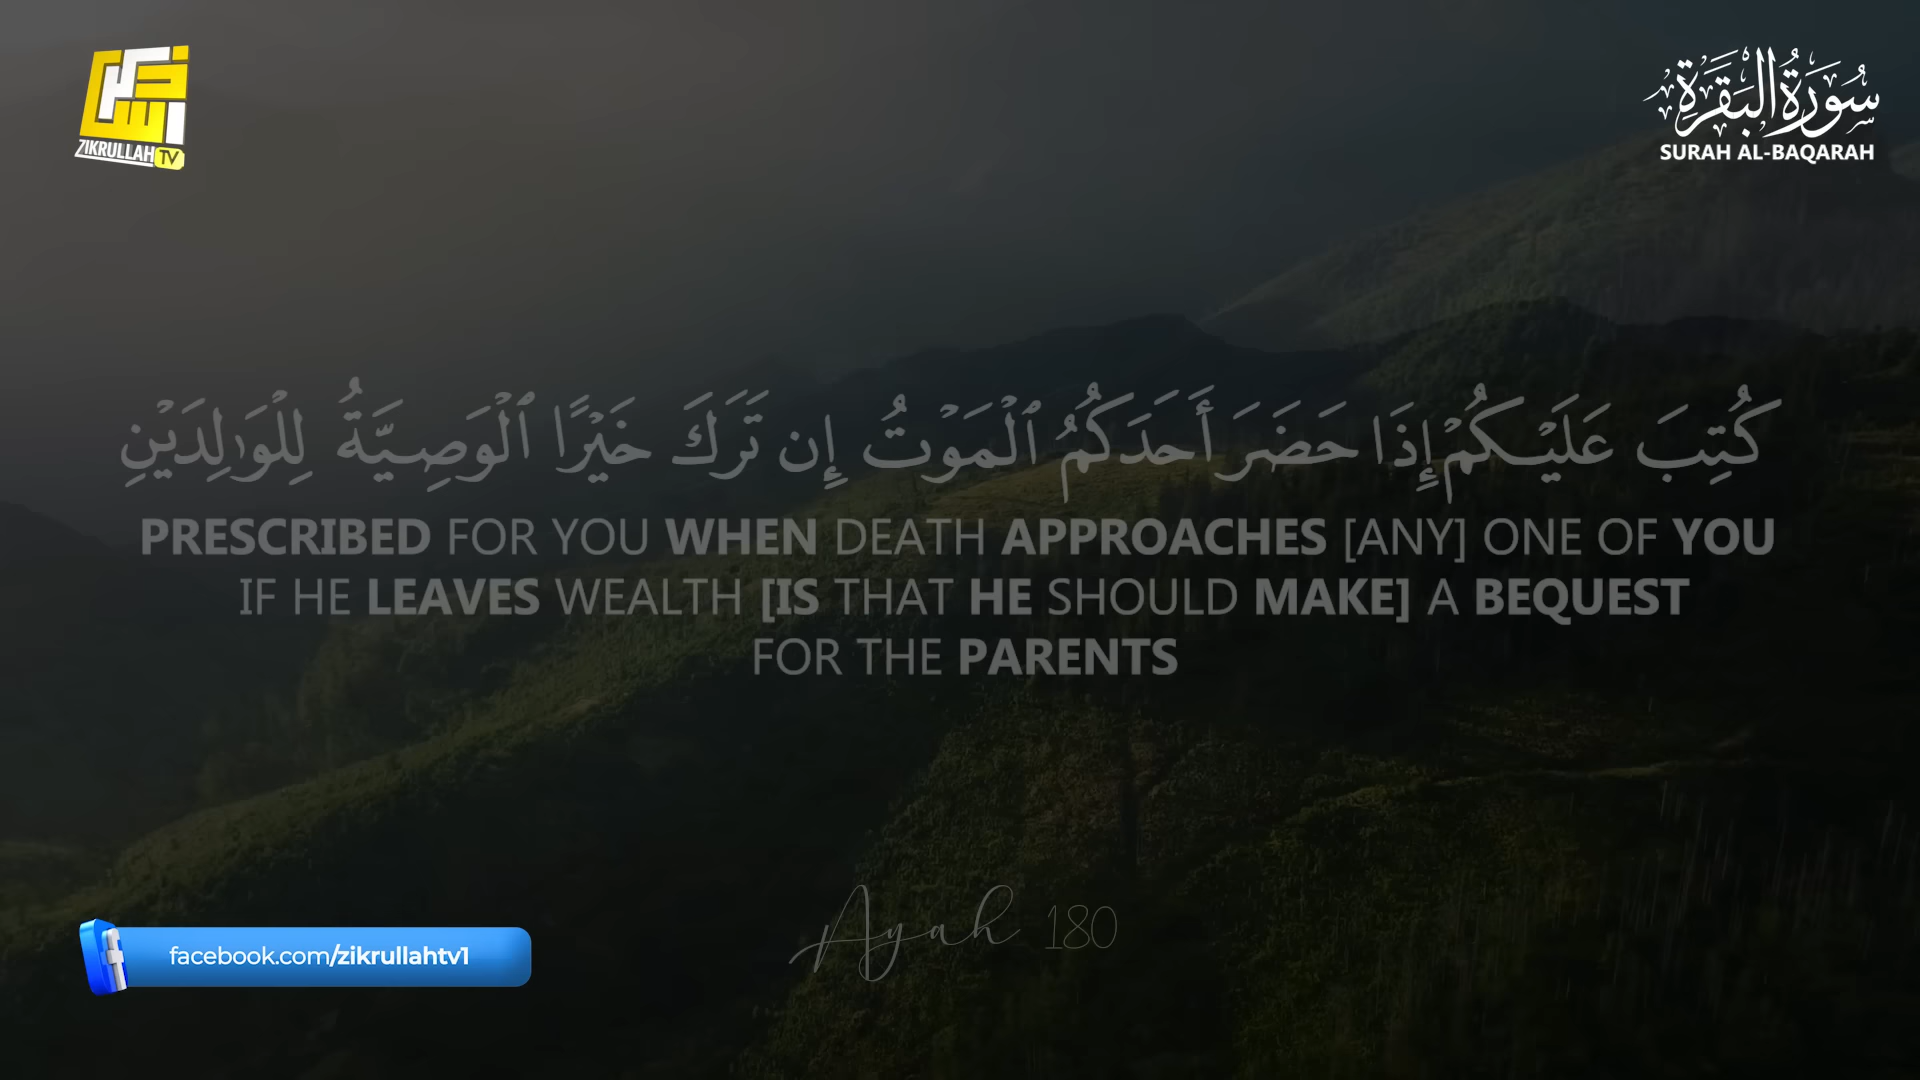 ZIKRULLAH TV
سُورَةُ البَقَرَةِ
SURAH AL-BAQARAH
كُتِبَ عَلَيْكُمْ إِذَا حَضَرَ أَحَدَكُمُ ٱلْمَوْتُ إِن تَرَكَ خَيْرًا ٱلْوَصِيَّةُ لِلْوَٰلِدَيْنِ
PRESCRIBED FOR YOU WHEN DEATH APPROACHES [ANY] ONE OF YOU
IF HE LEAVES WEALTH [IS THAT HE SHOULD MAKE] A BEQUEST
FOR THE PARENTS
Ayah 180
facebook.com/zikrullahtv1